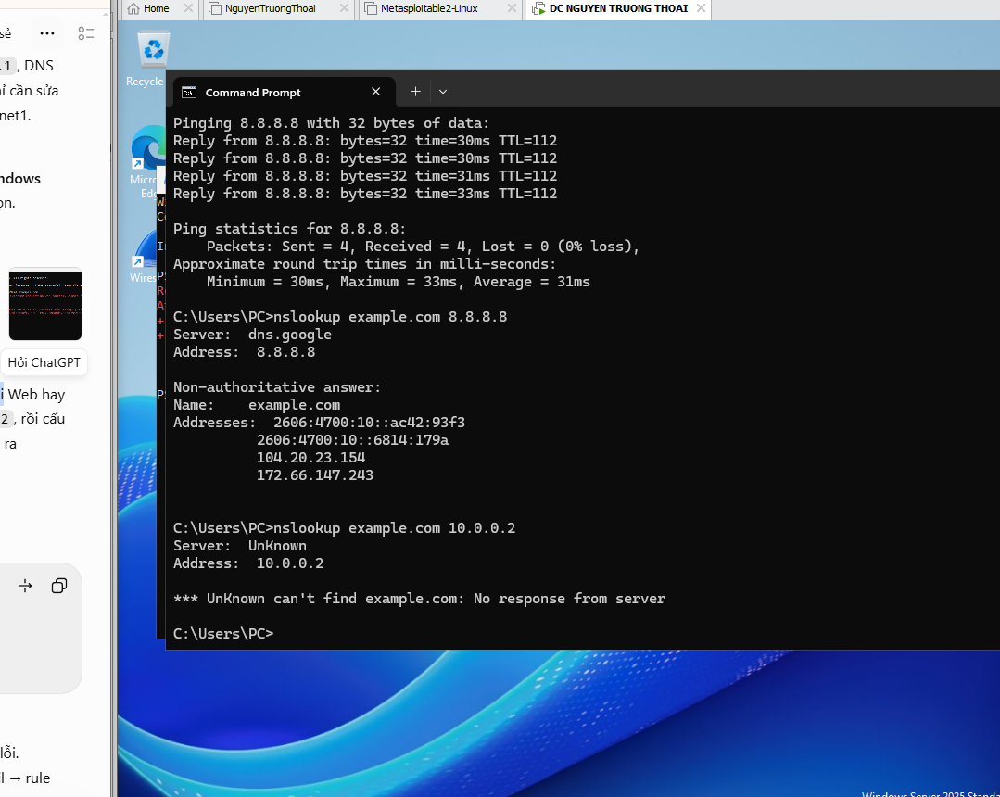 Home
NguyenTruongThoai
Metasploitable2-Linux
DC NGUYEN TRUONG THOAI
sẻ
.1, DNS
ỉ cần sửa
net1.
ndows
ọn.
Hỏi ChatGPT
i Web hay
2, rồi cấu
ra
lỗi.
il → rule
Recycle
Micro
Edg
Wires
Command Prompt
Pinging 8.8.8.8 with 32 bytes of data:
Reply from 8.8.8.8: bytes=32 time=30ms TTL=112
Reply from 8.8.8.8: bytes=32 time=30ms TTL=112
Reply from 8.8.8.8: bytes=32 time=31ms TTL=112
Reply from 8.8.8.8: bytes=32 time=33ms TTL=112
Ping statistics for 8.8.8.8:
Packets: Sent = 4, Received = 4, Lost = 0 (0% loss),
Approximate round trip times in milli-seconds:
Minimum = 30ms, Maximum = 33ms, Average = 31ms
C:\Users\PC>nslookup example.com 8.8.8.8
Server: dns.google
Address: 8.8.8.8
Non-authoritative answer:
Name: example.com
Addresses: 2606:4700:10::ac42:93f3
2606:4700:10::6814:179a
104.20.23.154
172.66.147.243
C:\Users\PC>nslookup example.com 10.0.0.2
Server: UnKnown
Address: 10.0.0.2
*** UnKnown can't find example.com: No response from server
C:\Users\PC>
Windows Server 2025 Standa